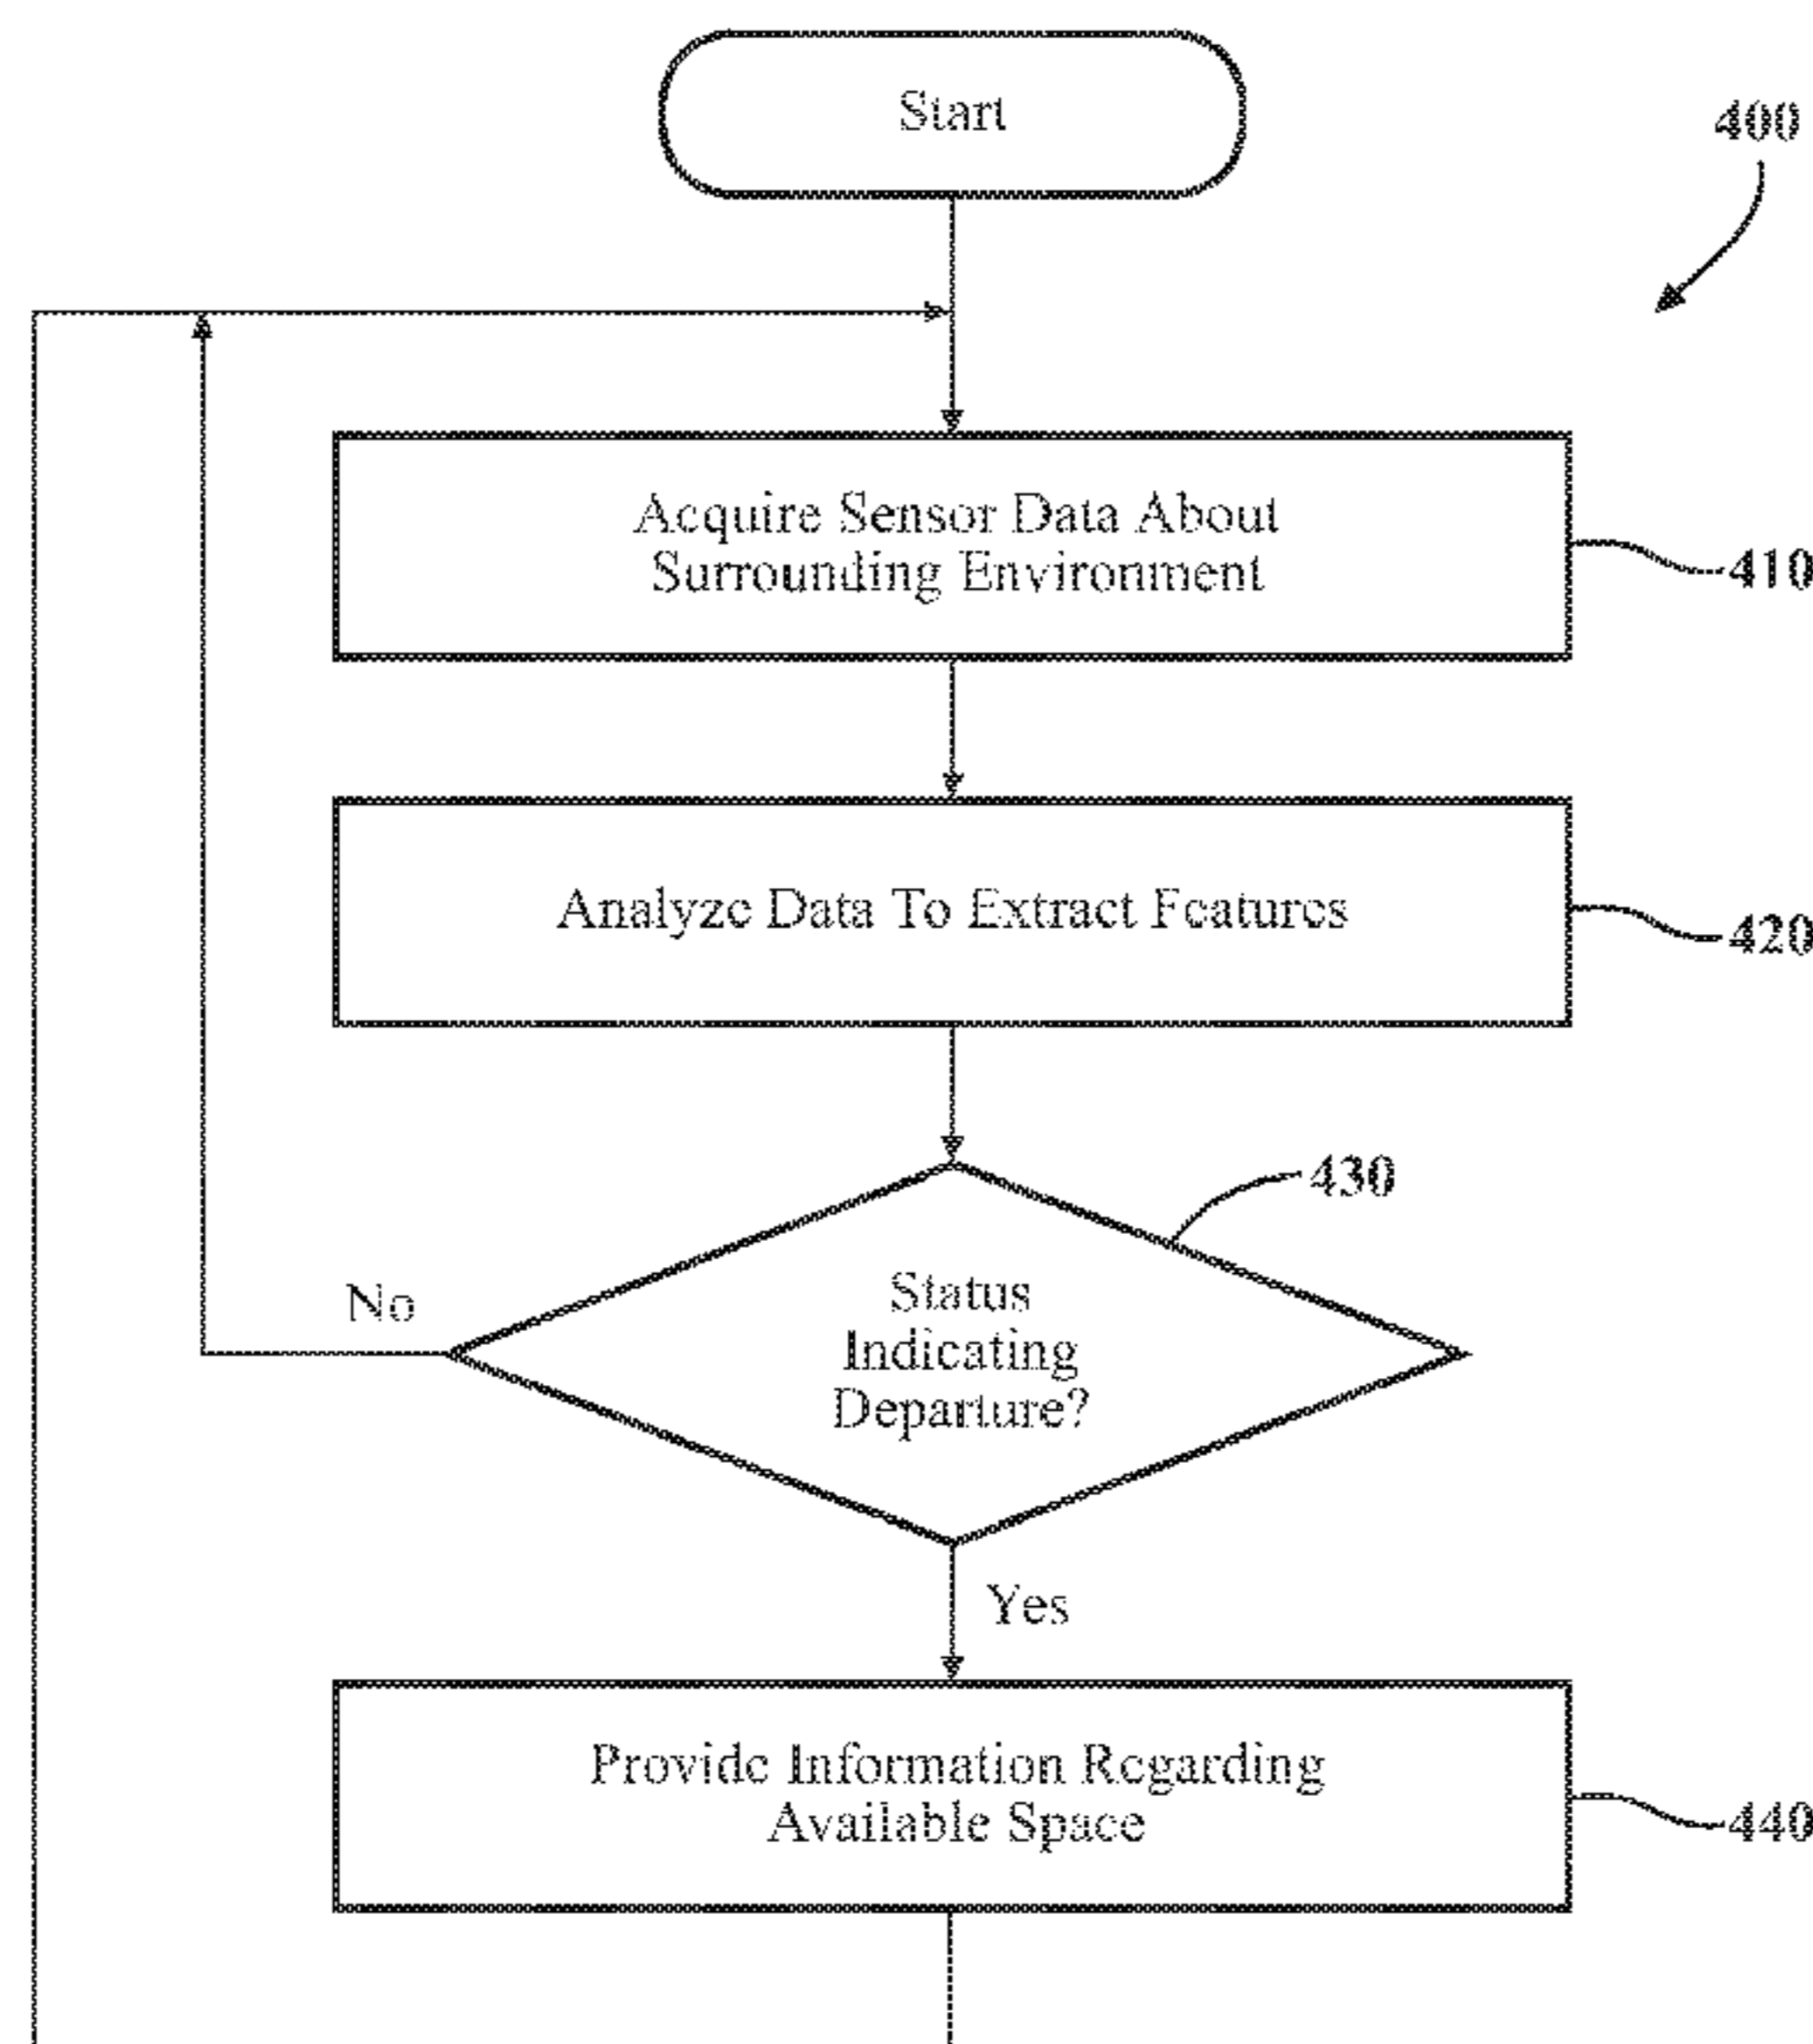 Start
400
Acquire Sensor Data About
Surrounding Environment
410
Analyze Data To Extract Features
420
430
Status
Indicating
Departure?
No
Yes
Provide Information Regarding
Available Space
440